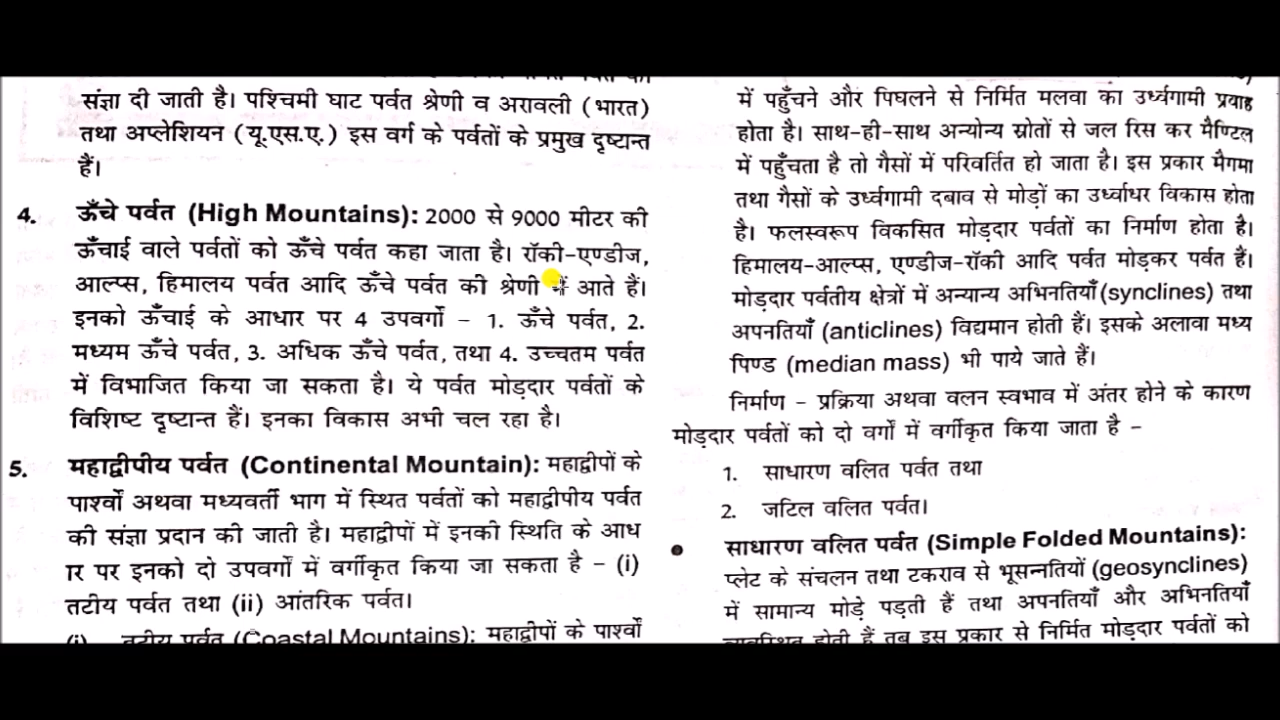 संज्ञा दी जाती है। पश्चिमी घाट पर्वत श्रेणी व अरावली (भारत)
तथा अप्लेशियन (यू.एस.ए.) इस वर्ग के पर्वतों के प्रमुख दृष्टान्त
हैं।
4. ऊँचे पर्वत (High Mountains): 2000 से 9000 मीटर की
ऊँचाई वाले पर्वतों को ऊँचे पर्वत कहा जाता है। रॉकी-एण्डीज,
आल्प्स, हिमालय पर्वत आदि ऊँचे पर्वत की श्रेणी में आते हैं।
इनको ऊँचाई के आधार पर 4 उपवर्गो – 1. ऊँचे पर्वत, 2.
मध्यम ऊँचे पर्वत, 3. अधिक ऊँचे पर्वत, तथा 4. उच्चतम पर्वत
में विभाजित किया जा सकता है। ये पर्वत मोड़दार पर्वतों के
विशिष्ट दृष्टान्त हैं। इनका विकास अभी चल रहा है।
5. महाद्वीपीय पर्वत (Continental Mountain): महाद्वीपों के
पार्श्वों अथवा मध्यवर्ती भाग में स्थित पर्वतों को महाद्वीपीय पर्वत
की संज्ञा प्रदान की जाती है। महाद्वीपों में इनकी स्थिति के आध
ार पर इनको दो उपवर्गों में वर्गीकृत किया जा सकता है – (i)
तटीय पर्वत तथा (ii) आंतरिक पर्वत।
(i) तटीय पर्वत (Coastal Mountains): महाद्वीपों के पार्श्वों
में पहुँचने और पिघलने से निर्मित मलवा का उर्ध्वगामी प्रवाह
होता है। साथ-ही-साथ अन्योन्य स्रोतों से जल रिस कर मैण्टिल
में पहुँचता है तो गैसों में परिवर्तित हो जाता है। इस प्रकार मैगमा
तथा गैसों के उर्ध्वगामी दबाव से मोड़ों का उर्ध्वाधर विकास होता
है। फलस्वरूप विकसित मोड़दार पर्वतों का निर्माण होता है।
हिमालय-आल्प्स, एण्डीज-रॉकी आदि पर्वत मोड़कर पर्वत हैं।
मोड़दार पर्वतीय क्षेत्रों में अन्यान्य अभिनतियाँ (synclines) तथा
अपनतियाँ (anticlines) विद्यमान होती हैं। इसके अलावा मध्य
पिण्ड (median mass) भी पाये जाते हैं।
निर्माण – प्रक्रिया अथवा वलन स्वभाव में अंतर होने के कारण
मोड़दार पर्वतों को दो वर्गों में वर्गीकृत किया जाता है –
1. साधारण वलित पर्वत तथा
2. जटिल वलित पर्वत।
• साधारण वलित पर्वत (Simple Folded Mountains):
प्लेट के संचलन तथा टकराव से भूसन्नतियों (geosynclines)
में सामान्य मोड़े पड़ती हैं तथा अपनतियाँ और अभिनतियाँ
व्यवस्थित होती हैं तब इस प्रकार से निर्मित मोड़दार पर्वतों को